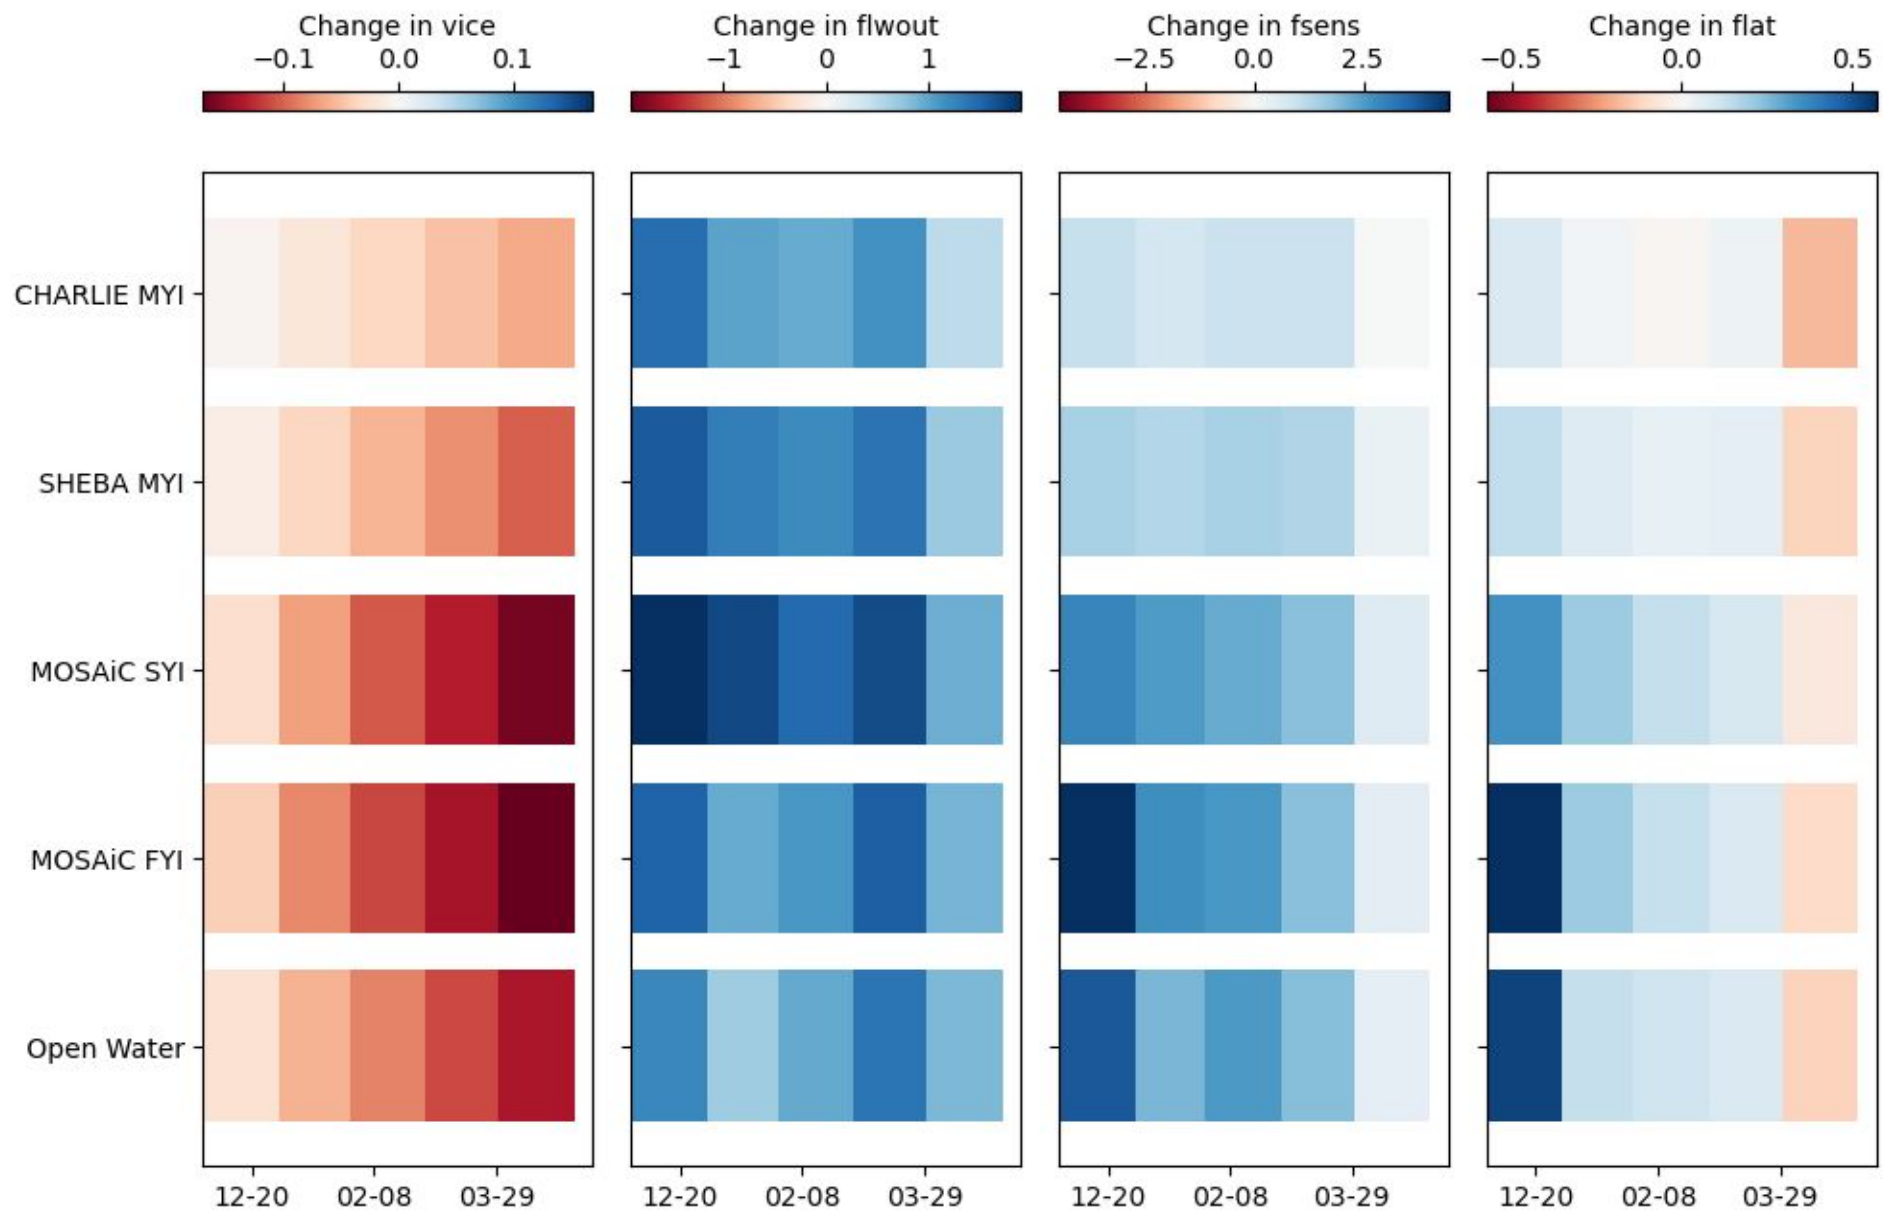 Change in vice
Change in flwout
Change in fsens
Change in flat
−0.1 0.0 0.1
−1 0 1
−2.5 0.0 2.5
−0.5 0.0 0.5
CHARLIE MYI
SHEBA MYI
MOSAiC SYI
MOSAiC FYI
Open Water
12-20 02-08 03-29
12-20 02-08 03-29
12-20 02-08 03-29
12-20 02-08 03-29